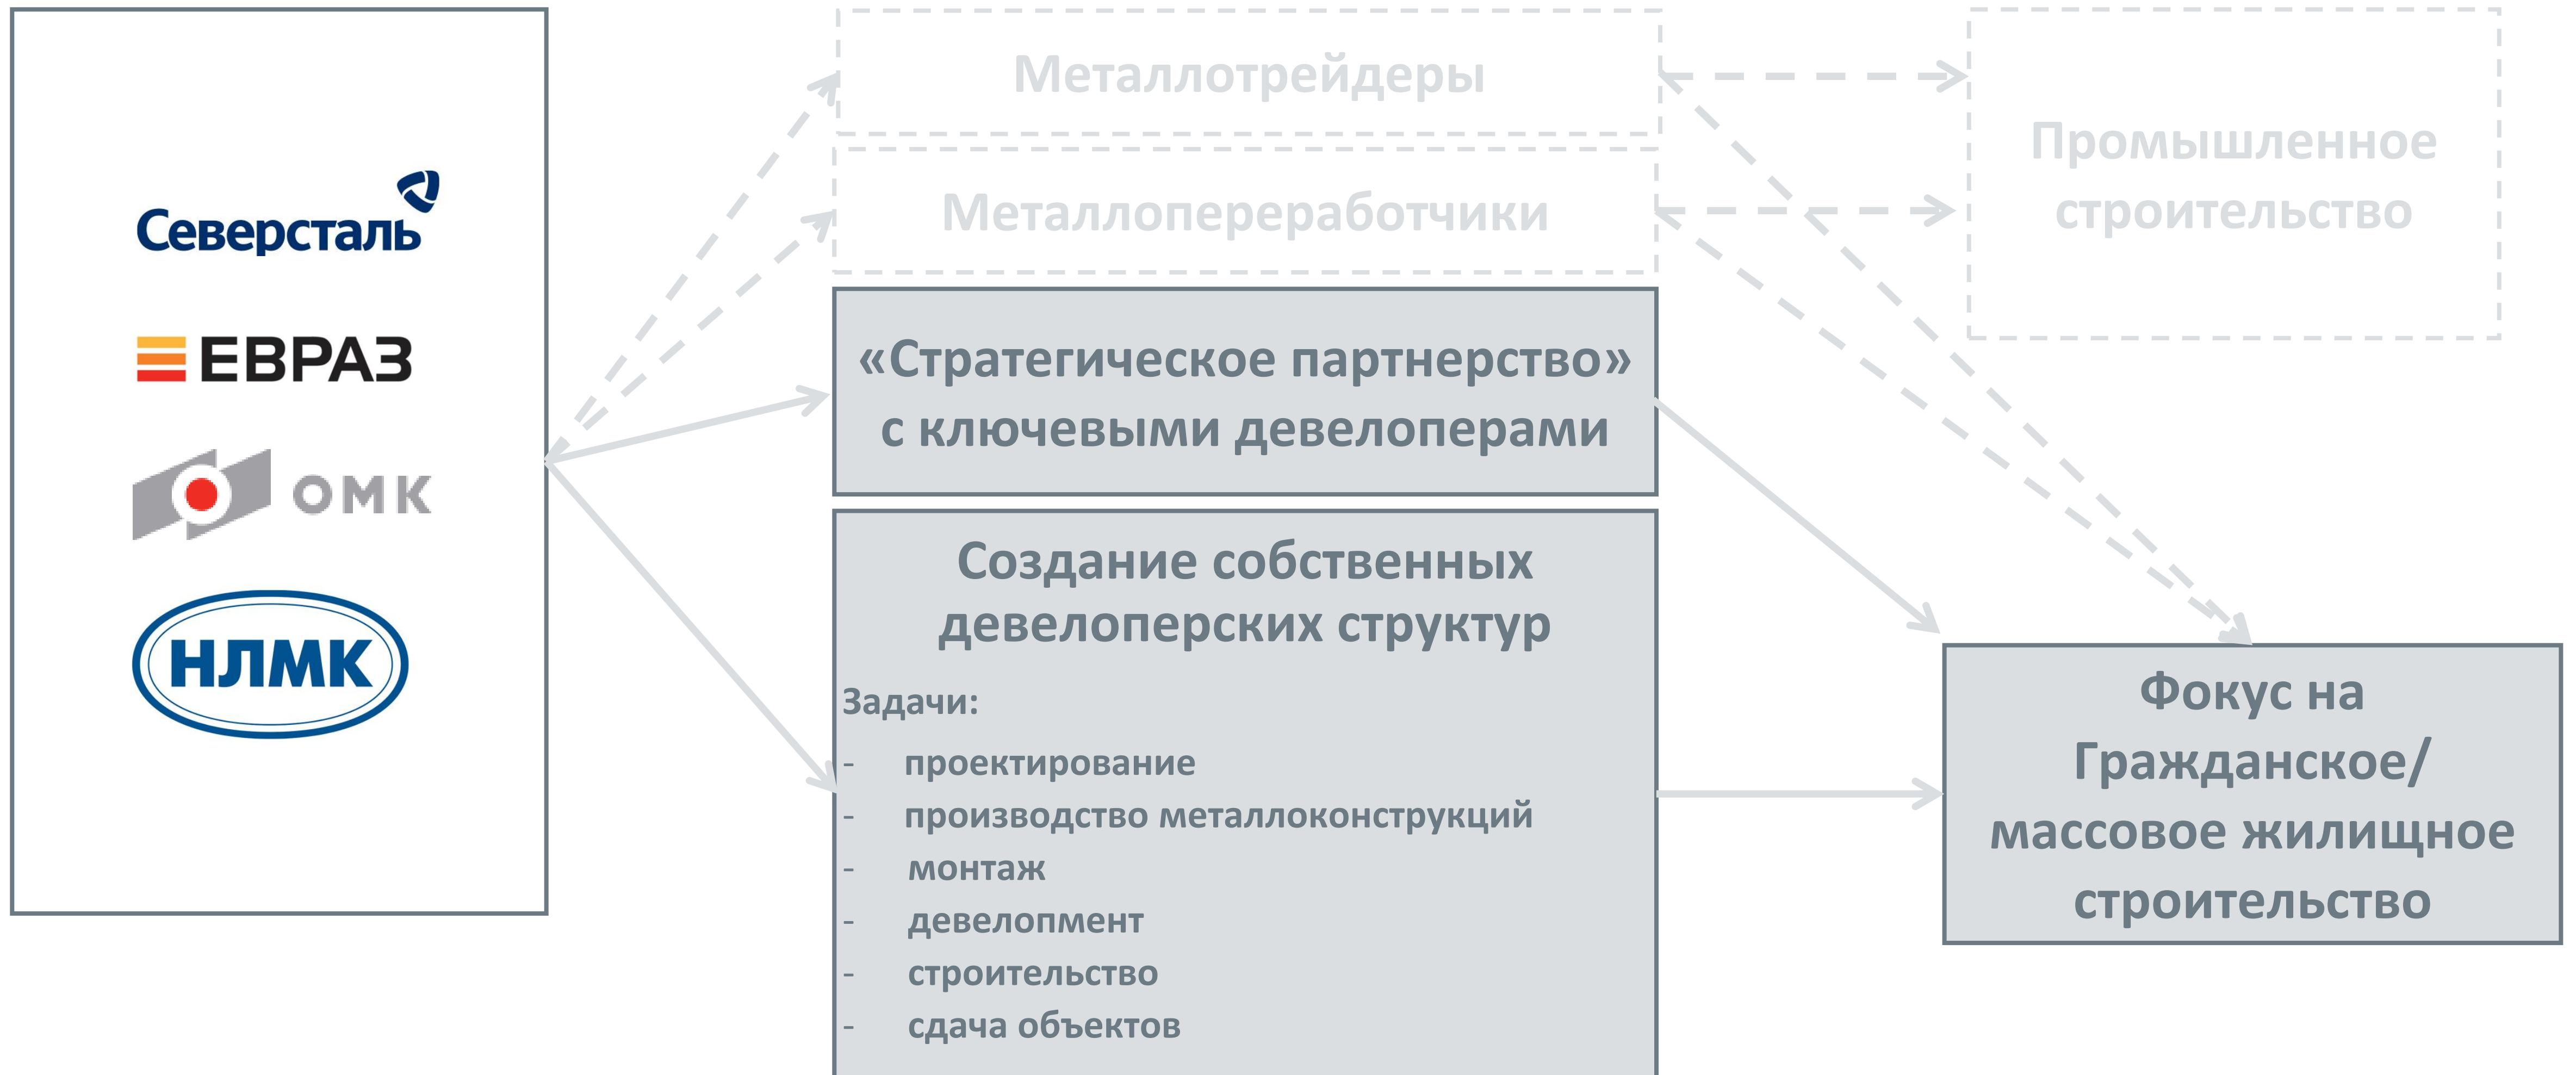 Северсталь
ЕВРАЗ
ОМК
НЛМК
Металлотрейдеры
Металлопереработчики
«Стратегическое партнерство»
с ключевыми девелоперами
Создание собственных
девелоперских структур
Задачи:
- проектирование
- производство металлоконструкций
- монтаж
- девелопмент
- строительство
- сдача объектов
Промышленное
строительство
Фокус на
Гражданское/
массовое жилищное
строительство